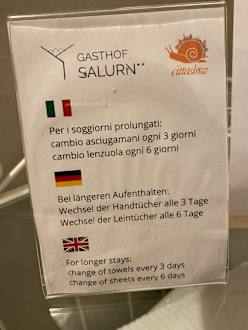 GASTHOF
SALURN**
cittaslow
Per i soggiorni prolungati:
cambio asciugamani ogni 3 giorni
cambio lenzuola ogni 6 giorni
Bei längeren Aufenthalten:
Wechsel der Handtücher alle 3 Tage
Wechsel der Leintücher alle 6 Tage
For longer stays:
change of towels every 3 days
change of sheets every 6 days